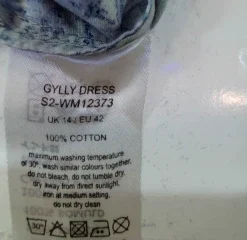 GYLLY DRESS
S2-WM12373
UK 14 / EU 42
100% COTTON
maximum washing temperature
of 30°. wash similar colours together.
do not bleach. do not tumble dry.
dry away from direct sunlight.
iron at medium setting.
do not dry clean
30°